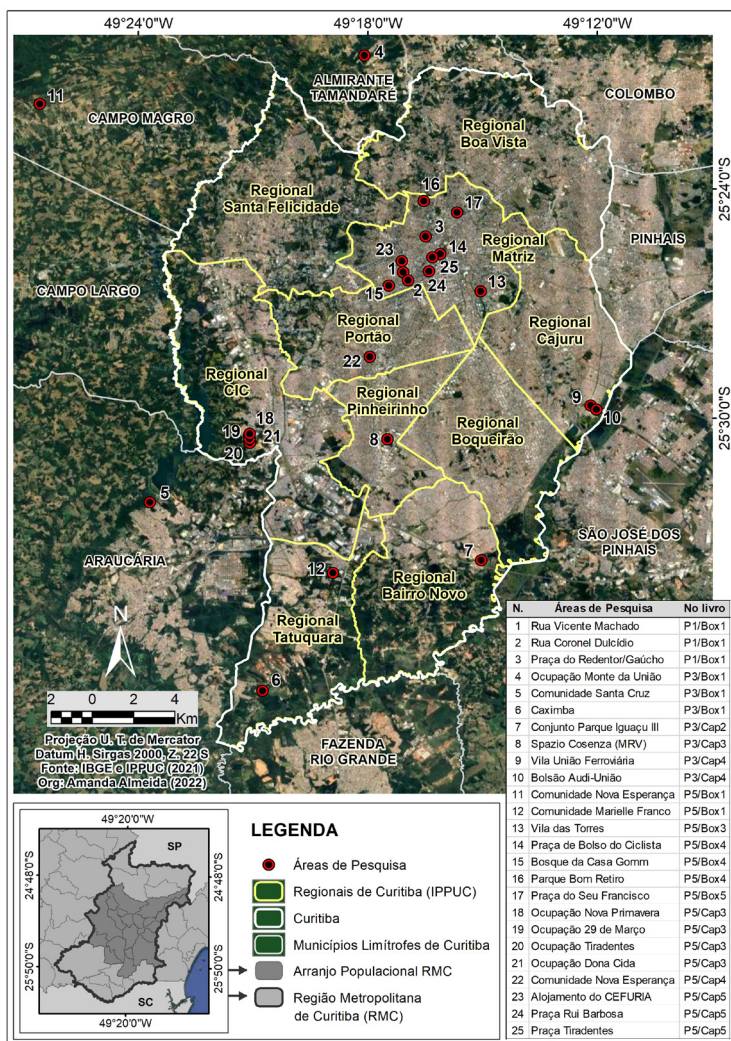 49°24'0"W
49°18'0"W
49°12'0"W
4
ALMIRANTE
TAMANDARÉ
COLOMBO
11
CAMPO MAGRO
Regional
Boa Vista
25°24'0"S
Regional
Santa Felicidade
16
17
3
14
Regional
Matriz
PINHAIS
23
1
25
15
2
24
13
CAMPO LARGO
Regional
Portão
Regional
Cajuru
22
Regional
CIC
Regional
Pinheirinho
9
10
25°30'0"S
18
19
21
20
8
Regional
Boqueirão
5
SÃO JOSÉ DOS
PINHAIS
ARAUCÁRIA
7
12
Regional
Bairro Novo
Regional
Tatuquara
N
6
2 0 2 4
Km
Projeção U. T. de Mercator
Datum H. Sirgas 2000, Z. 22 S
Fonte: IBGE e IPPUC (2021)
Org: Amanda Almeida (2022)
FAZENDA
RIO GRANDE
N. Áreas de Pesquisa No livro
1 Rua Vicente Machado P1/Box1
2 Rua Coronel Dulcídio P1/Box1
3 Praça do Redentor/Gaúcho P1/Box1
4 Ocupação Monte da União P3/Box1
5 Comunidade Santa Cruz P3/Box1
6 Caximba P3/Box1
7 Conjunto Parque Iguaçu III P3/Cap2
8 Spazio Cosenza (MRV) P3/Cap3
9 Vila União Ferroviária P3/Cap4
10 Bolsão Audi-União P3/Cap4
11 Comunidade Nova Esperança P5/Box1
12 Comunidade Marielle Franco P5/Box1
13 Vila das Torres P5/Box3
14 Praça de Bolso do Ciclista P5/Box4
15 Bosque da Casa Gomm P5/Box4
16 Parque Bom Retiro P5/Box4
17 Praça do Seu Francisco P5/Box5
18 Ocupação Nova Primavera P5/Cap3
19 Ocupação 29 de Março P5/Cap3
20 Ocupação Tiradentes P5/Cap3
21 Ocupação Dona Cida P5/Cap3
22 Comunidade Nova Esperança P5/Cap4
23 Alojamento do CEFURIA P5/Cap5
24 Praça Rui Barbosa P5/Cap5
25 Praça Tiradentes P5/Cap5
49°20'0"W
SP
24°48'0"S
24°48'0"S
25°50'0"S
25°50'0"S
SC
49°20'0"W
LEGENDA
Áreas de Pesquisa
Regionais de Curitiba (IPPUC)
Curitiba
Municípios Limítrofes de Curitiba
Arranjo Populacional RMC
Região Metropolitana
de Curitiba (RMC)